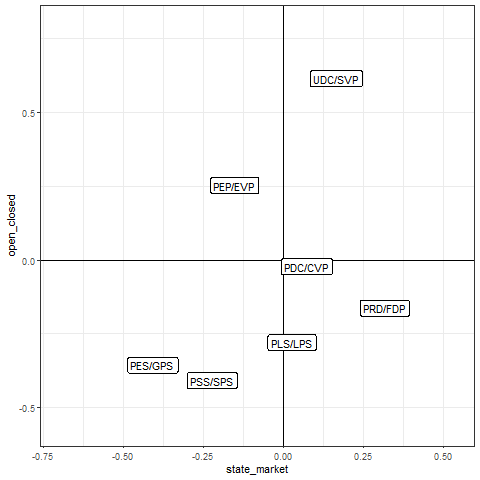 UDC/SVP
0.5
PEP/EVP
open_closed
0.0
PDC/CVP
PRD/FDP
PLS/LPS
PES/GPS
PSS/SPS
-0.5
-0.75 -0.50 -0.25 0.00 0.25 0.50
state_market